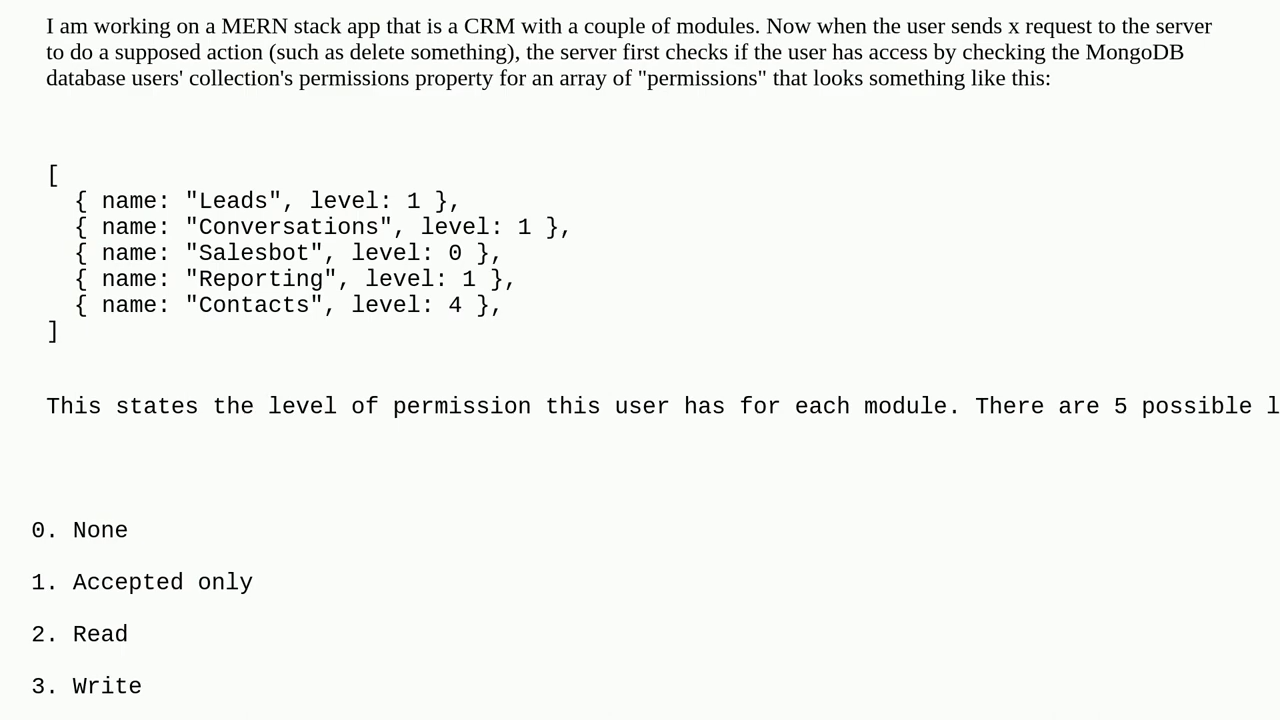 I am working on a MERN stack app that is a CRM with a couple of modules. Now when the user sends x request to the server
to do a supposed action (such as delete something), the server first checks if the user has access by checking the MongoDB
database users' collection's permissions property for an array of "permissions" that looks something like this:
[
  { name: "Leads", level: 1 },
  { name: "Conversations", level: 1 },
  { name: "Salesbot", level: 0 },
  { name: "Reporting", level: 1 },
  { name: "Contacts", level: 4 },
]
This states the level of permission this user has for each module. There are 5 possible
0. None
1. Accepted only
2. Read
3. Write